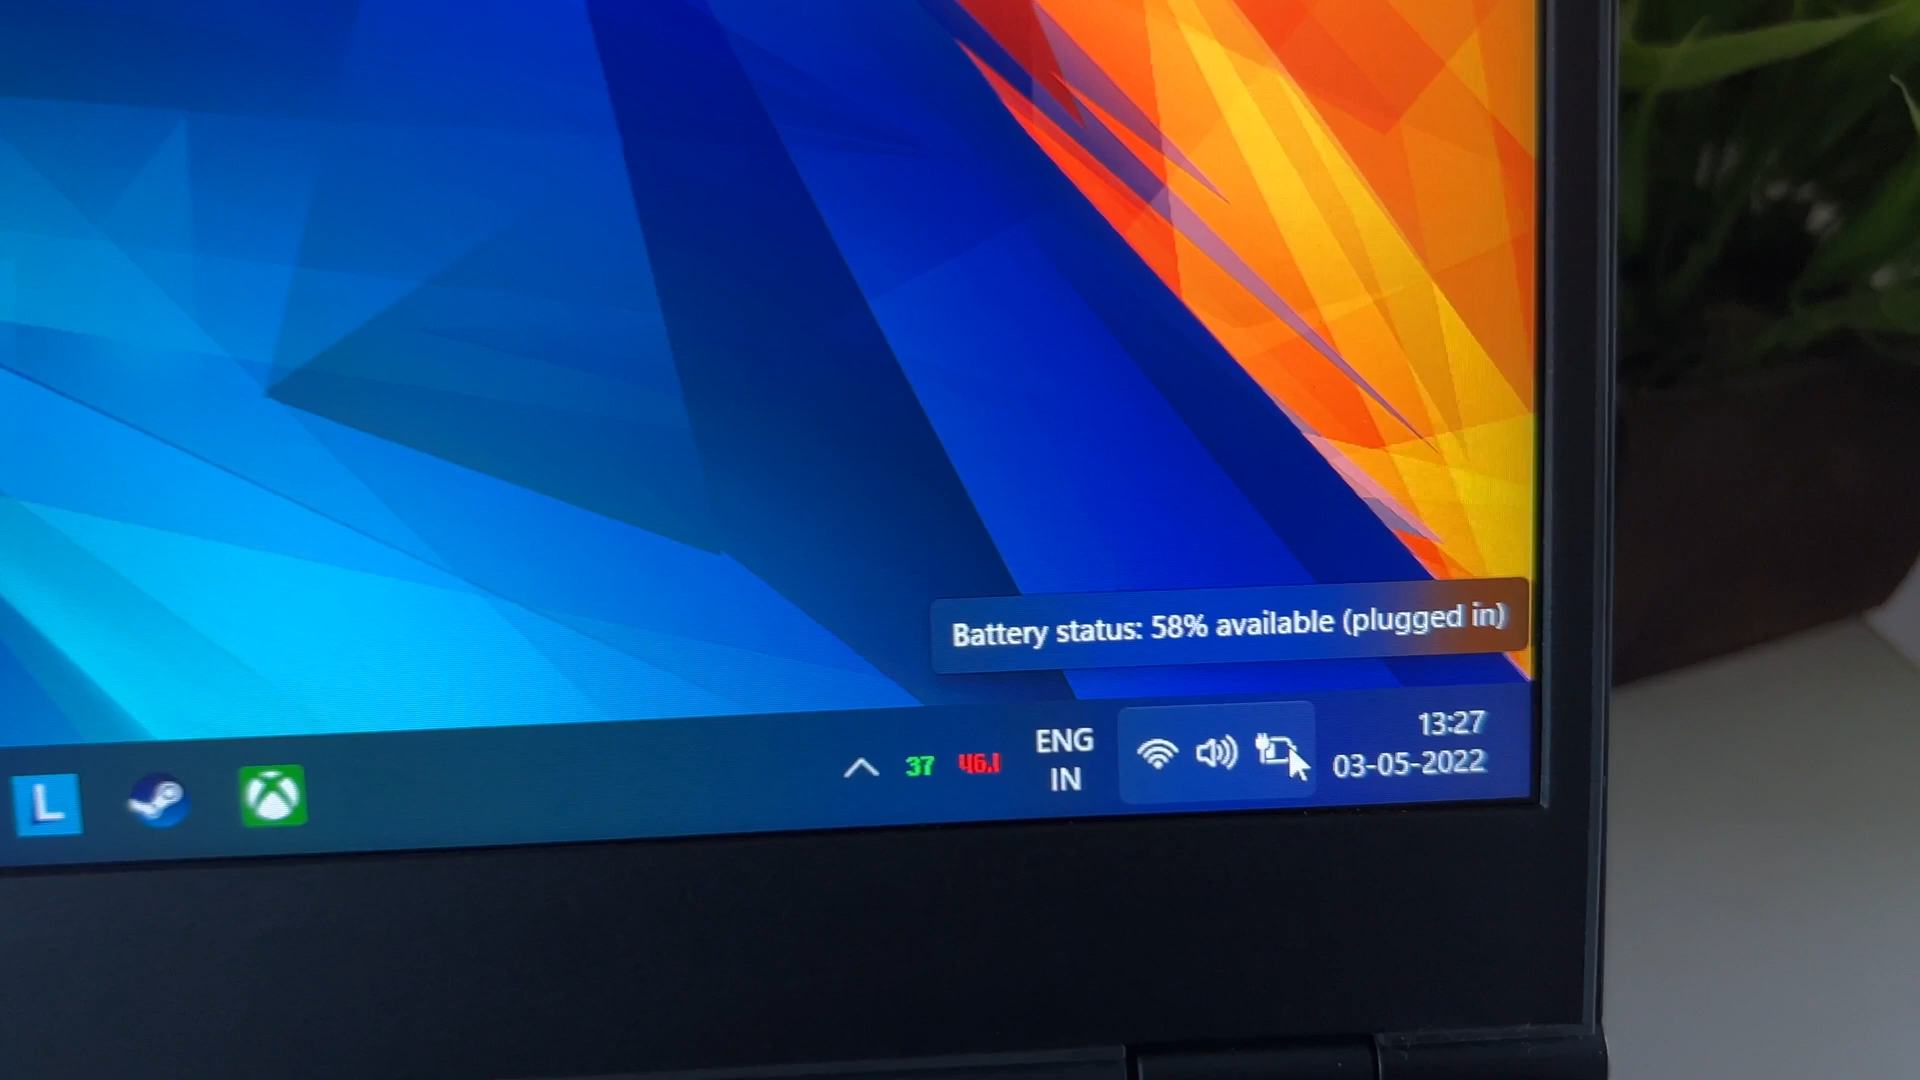 Battery status: 58% available (plugged in)
L
37
46.1
ENG
IN
13:27
03-05-2022